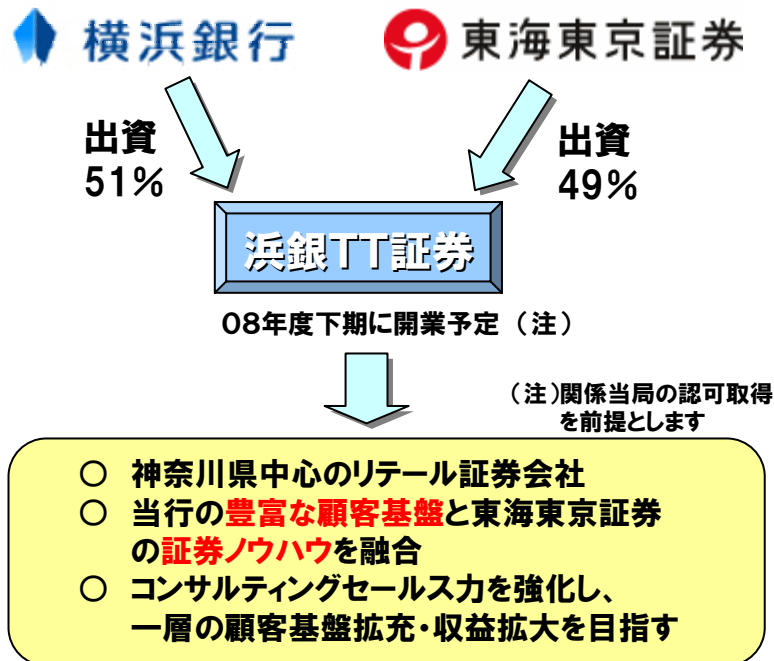 横浜銀行
東海東京証券
出資
51%
出資
49%
浜銀TT証券
08年度下期に開業予定（注）
（注）関係当局の認可取得
を前提とします
○ 神奈川県中心のリテール証券会社
○ 当行の豊富な顧客基盤と東海東京証券
の証券ノウハウを融合
○ コンサルティングセールス力を強化し、
一層の顧客基盤拡充・収益拡大を目指す